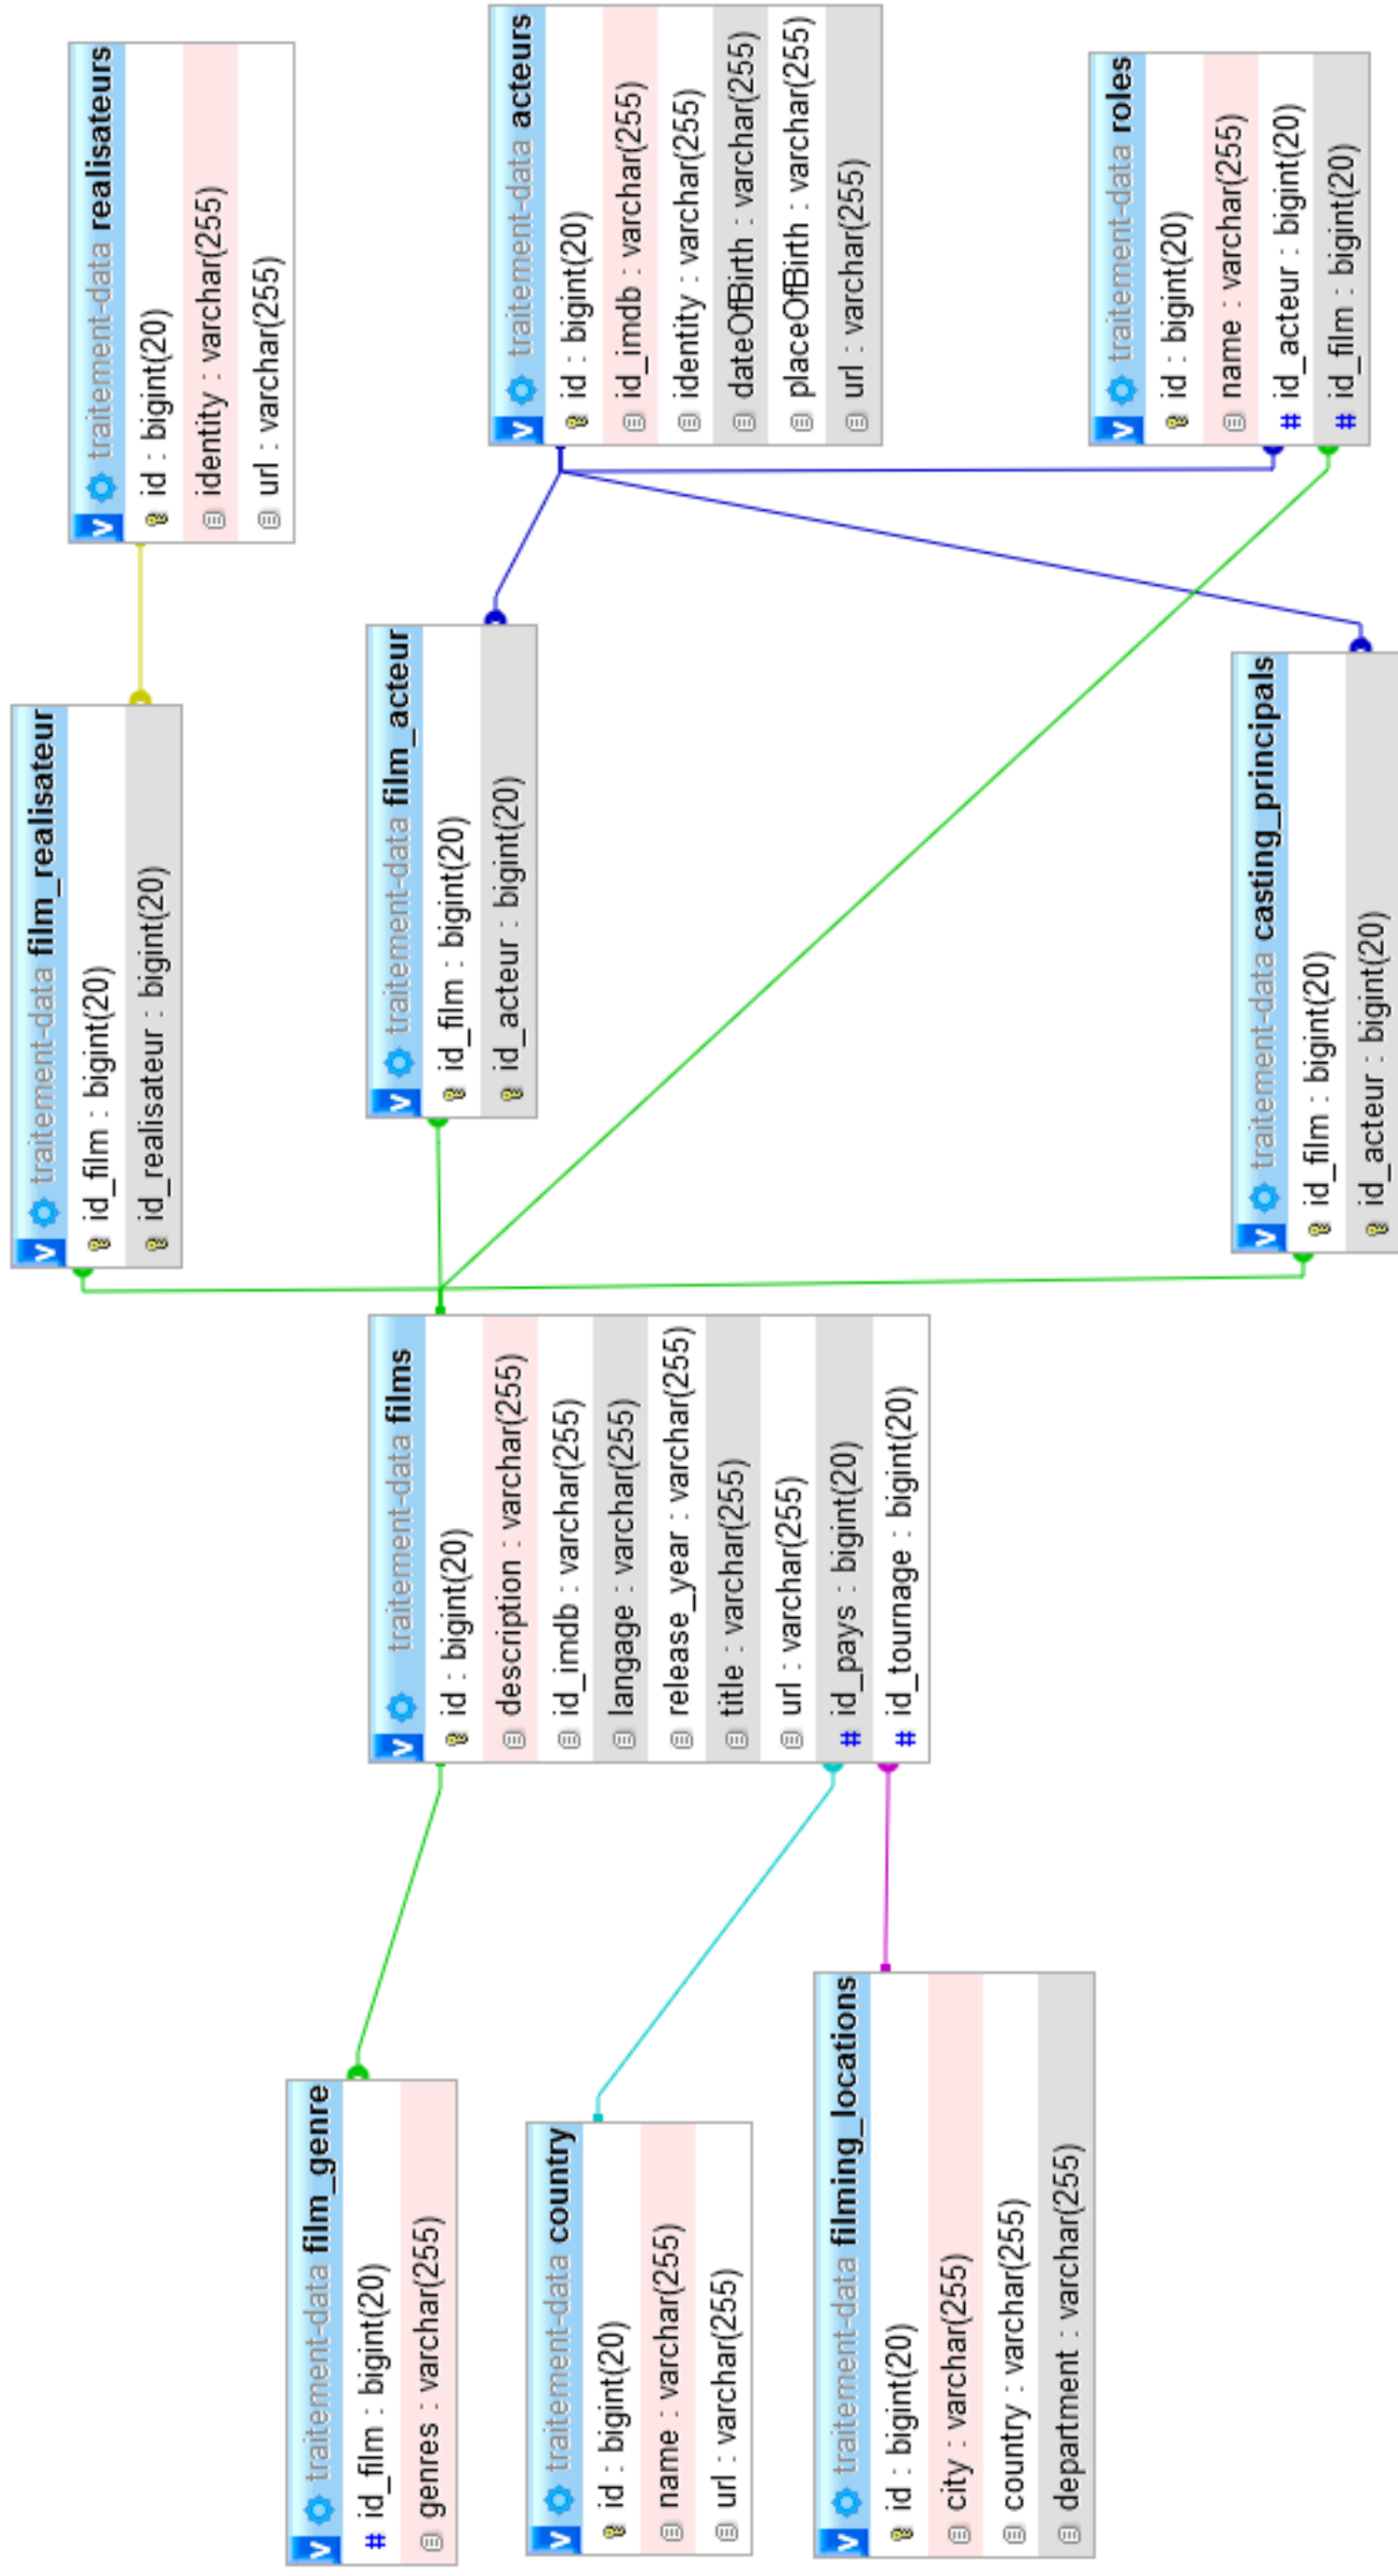 traitement-data film_genre
id_film : bigint(20)
genres : varchar(255)
traitement-data country
id : bigint(20)
name : varchar(255)
url : varchar(255)
traitement-data filming_locations
id : bigint(20)
city : varchar(255)
country : varchar(255)
department : varchar(255)
traitement-data films
id : bigint(20)
description : varchar(255)
id_imdb : varchar(255)
langage : varchar(255)
release_year : varchar(255)
title : varchar(255)
url : varchar(255)
id_pays : bigint(20)
id_tournage : bigint(20)
traitement-data film_realisateur
id_film : bigint(20)
id_realisateur : bigint(20)
traitement-data film_acteur
id_film : bigint(20)
id_acteur : bigint(20)
traitement-data casting_principals
id_film : bigint(20)
id_acteur : bigint(20)
traitement-data realisateurs
id : bigint(20)
identity : varchar(255)
url : varchar(255)
traitement-data acteurs
id : bigint(20)
id_imdb : varchar(255)
identity : varchar(255)
dateOfBirth : varchar(255)
placeOfBirth : varchar(255)
url : varchar(255)
traitement-data roles
id : bigint(20)
name : varchar(255)
id_acteur : bigint(20)
id_film : bigint(20)